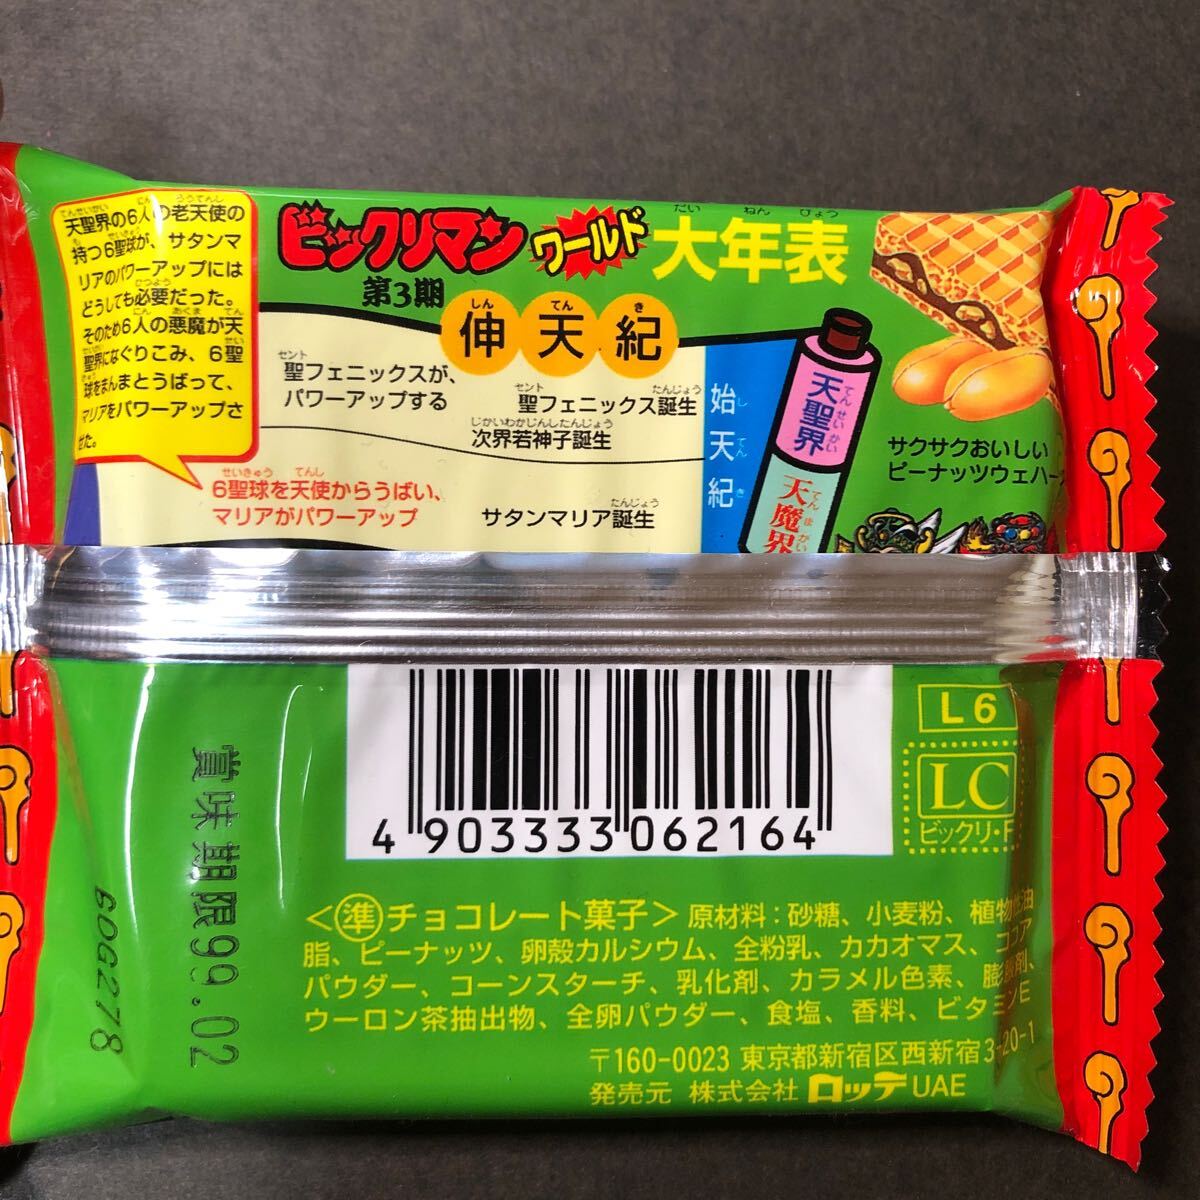 天聖界の6人の老天使の
持つ6聖球が、サタンマ
リアのパワーアップには
どうしても必要だった。
そのため6人の悪魔が天
聖界になぐりこみ、6聖
球をまんまとうばって、
マリアをパワーアップさ
せた。
ビックリマン ワールド 大年表
第3期
伸天紀
聖フェニックスが、
パワーアップする
聖フェニックス誕生
次界若神子誕生
6聖球を天使からうばい、
マリアがパワーアップ
サタンマリア誕生
始天紀
天聖界
天魔界
サクサクおいしい
ピーナッツウェハー
L6
LC
ビックリ・F
4 903333 062164
賞味期限99.02
60G278
<準チョコレート菓子>原材料:砂糖、小麦粉、植物性油
脂、ピーナッツ、卵殻カルシウム、全粉乳、カカオマス、ココア
パウダー、コーンスターチ、乳化剤、カラメル色素、膨張剤、
ウーロン茶抽出物、全卵パウダー、食塩、香料、ビタミンE
〒160-0023 東京都新宿区西新宿3-20-1
発売元 株式会社ロッテ UAE